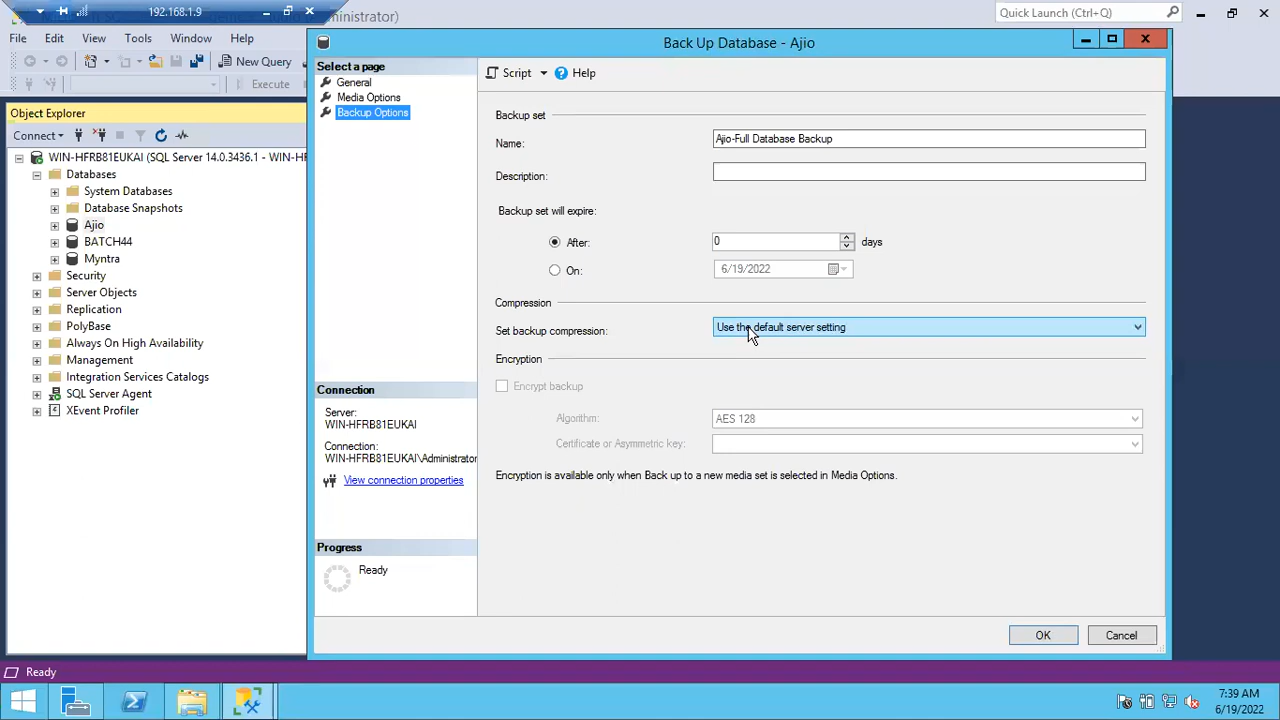 192.168.1.9
dministrator)
Quick Launch (Ctrl+Q)
File Edit View Tools Window Help
New Query
Execute
Object Explorer
Connect
WIN-HFRB81EUKAI (SQL Server 14.0.3436.1 - WIN-H
Databases
System Databases
Database Snapshots
Ajio
BATCH44
Myntra
Security
Server Objects
Replication
PolyBase
Always On High Availability
Management
Integration Services Catalogs
SQL Server Agent
XEvent Profiler
Back Up Database - Ajio
Select a page
General
Media Options
Backup Options
Script Help
Backup set
Name: Ajio-Full Database Backup
Description:
Backup set will expire:
After: 0 days
On: 6/19/2022
Compression
Set backup compression: Use the default server setting
Encryption
Encrypt backup
Algorithm: AES 128
Certificate or Asymmetric key:
Encryption is available only when Back up to a new media set is selected in Media Options.
Connection
Server:
WIN-HFRB81EUKAI
Connection:
WIN-HFRB81EUKAI\Administrator
View connection properties
Progress
Ready
OK Cancel
Ready
7:39 AM
6/19/2022